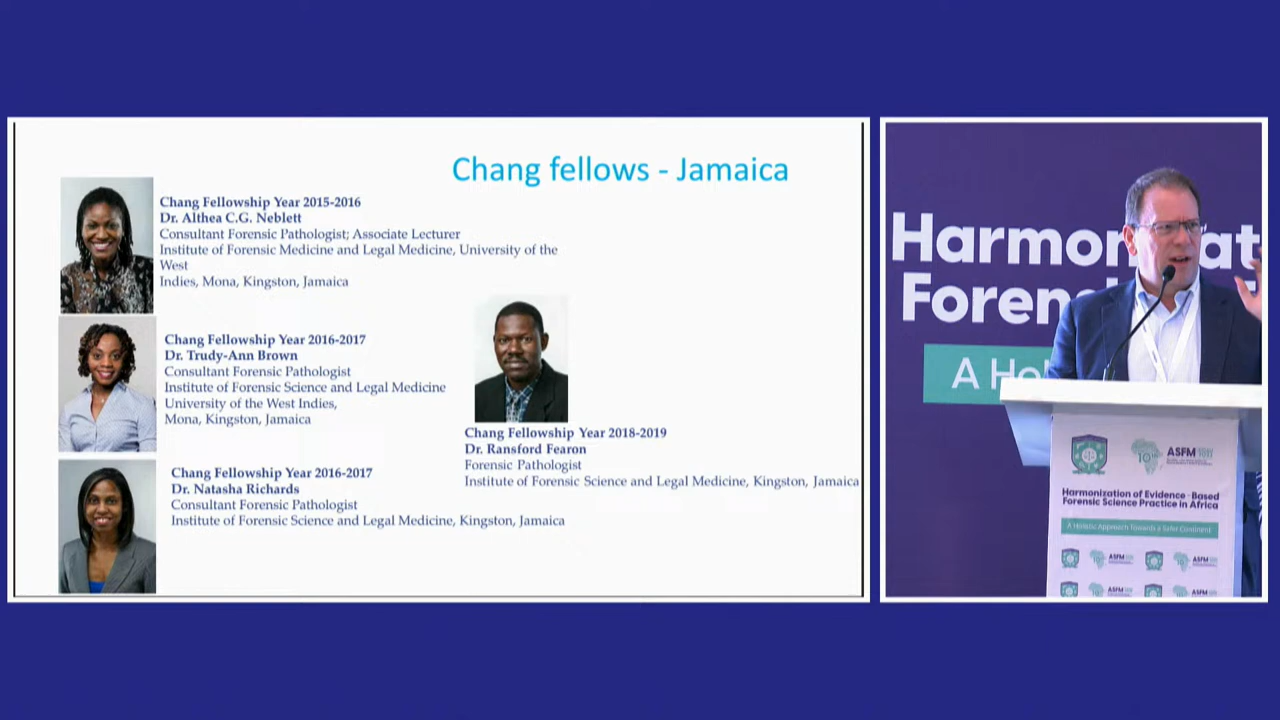 Chang fellows - Jamaica
Chang Fellowship Year 2015-2016
Dr. Althea C.G. Neblett
Consultant Forensic Pathologist; Associate Lecturer
Institute of Forensic Medicine and Legal Medicine, University of the
West
Indies, Mona, Kingston, Jamaica
Chang Fellowship Year 2016-2017
Dr. Trudy-Ann Brown
Consultant Forensic Pathologist
Institute of Forensic Science and Legal Medicine
University of the West Indies,
Mona, Kingston, Jamaica
Chang Fellowship Year 2016-2017
Dr. Natasha Richards
Consultant Forensic Pathologist
Institute of Forensic Science and Legal Medicine, Kingston, Jamaica
Chang Fellowship Year 2018-2019
Dr. Ransford Fearon
Forensic Pathologist
Institute of Forensic Science and Legal Medicine, Kingston, Jamaica
Harmon at
Foren
A Ho
ASFM
Harmonization of Evidence-Based
Forensic Science Practice in Africa
A Holistic Approach Towards a Safer Continent
ASFM ASFM
ASFM ASFM